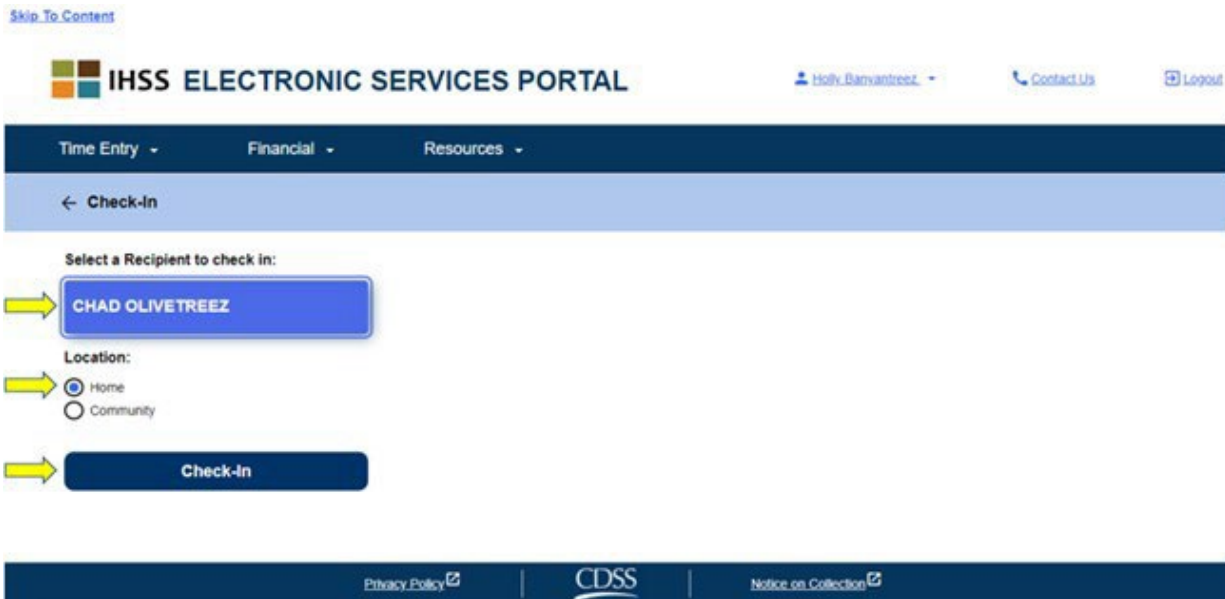 Skip To Content
IHSS ELECTRONIC SERVICES PORTAL
Holly Banyantreez
Contact Us
Logout
Time Entry
Financial
Resources
← Check-In
Select a Recipient to check in:
CHAD OLIVETREEZ
Location:
Home
Community
Check-In
Privacy Policy
CDSS
Notice on Collection